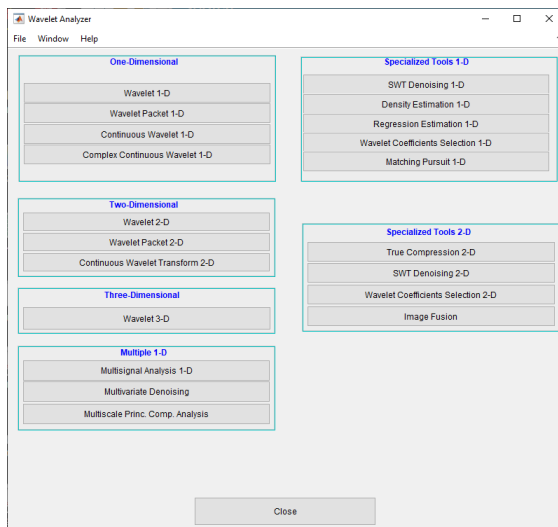 Wavelet Analyzer
File Window Help
One-Dimensional
Wavelet 1-D
Wavelet Packet 1-D
Continuous Wavelet 1-D
Complex Continuous Wavelet 1-D
Two-Dimensional
Wavelet 2-D
Wavelet Packet 2-D
Continuous Wavelet Transform 2-D
Three-Dimensional
Wavelet 3-D
Multiple 1-D
Multisignal Analysis 1-D
Multivariate Denoising
Multiscale Princ. Comp. Analysis
Specialized Tools 1-D
SWT Denoising 1-D
Density Estimation 1-D
Regression Estimation 1-D
Wavelet Coefficients Selection 1-D
Matching Pursuit 1-D
Specialized Tools 2-D
True Compression 2-D
SWT Denoising 2-D
Wavelet Coefficients Selection 2-D
Image Fusion
Close